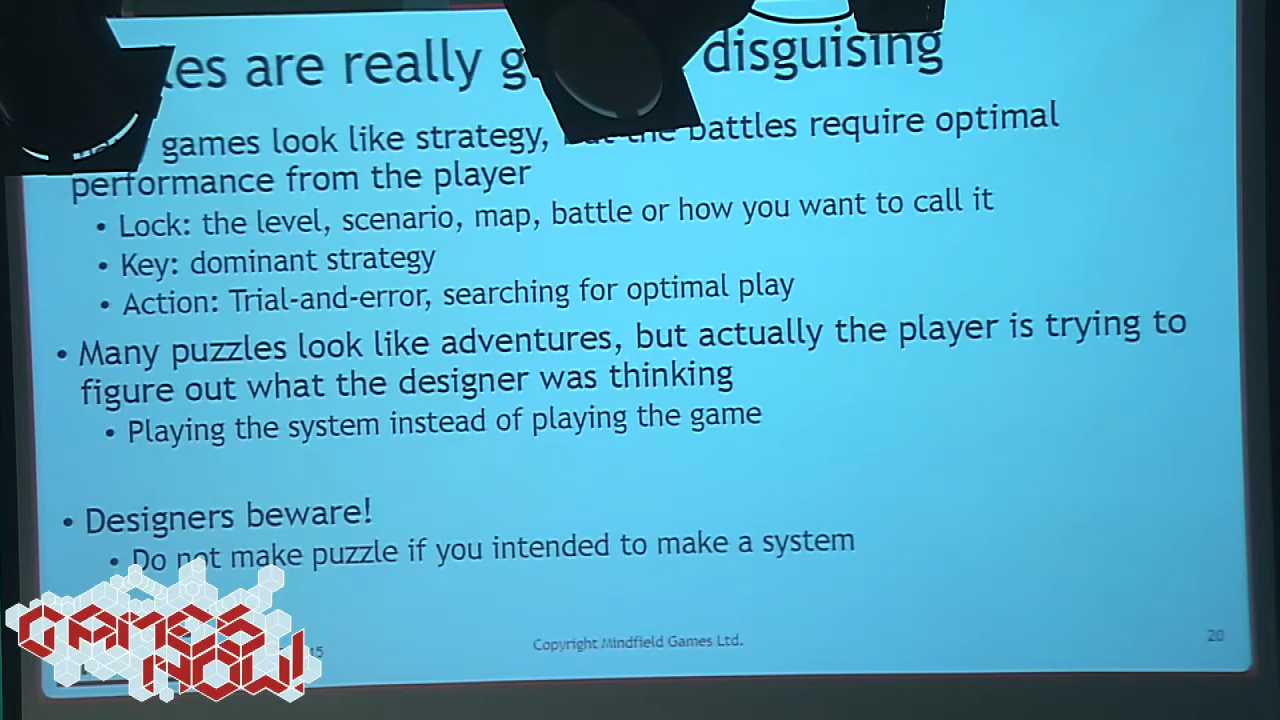 are really disguising
games look like strategy, but the battles require optimal
performance from the player
• Lock: the level, scenario, map, battle or how you want to call it
• Key: dominant strategy
• Action: Trial-and-error, searching for optimal play
• Many puzzles look like adventures, but actually the player is trying to
figure out what the designer was thinking
• Playing the system instead of playing the game
• Designers beware!
• Do not make puzzle if you intended to make a system
Copyright Mindfield Games Ltd.
20
GAMES
NOW!